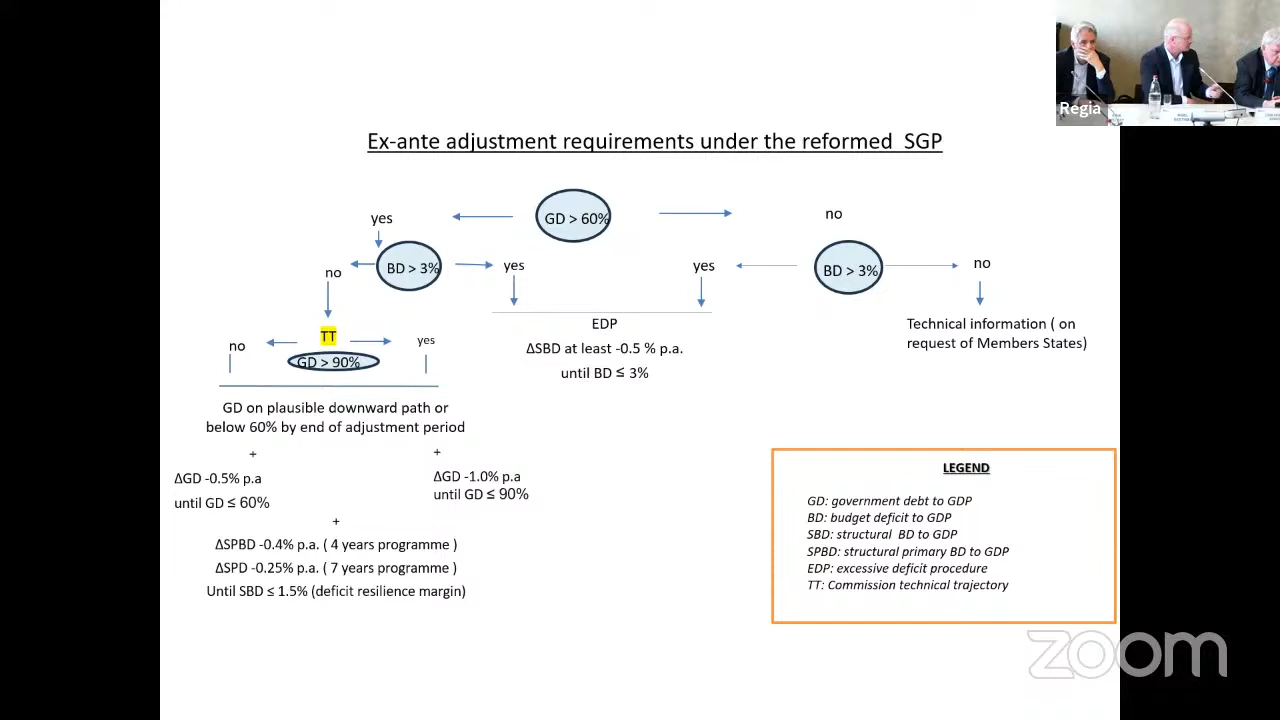 Regia
Ex-ante adjustment requirements under the reformed SGP
yes
GD > 60%
no
no
BD > 3%
yes
yes
BD > 3%
no
TT
no
yes
GD > 90%
EDP
ΔSBD at least -0.5 % p.a.
until BD ≤ 3%
Technical information ( on
request of Members States)
GD on plausible downward path or
below 60% by end of adjustment period
+
+
ΔGD -0.5% p.a
until GD ≤ 60%
ΔGD -1.0% p.a
until GD ≤ 90%
+
ΔSPBD -0.4% p.a. ( 4 years programme )
ΔSPD -0.25% p.a. ( 7 years programme )
Until SBD ≤ 1.5% (deficit resilience margin)
LEGEND
GD: government debt to GDP
BD: budget deficit to GDP
SBD: structural BD to GDP
SPBD: structural primary BD to GDP
EDP: excessive deficit procedure
TT: Commission technical trajectory
zoom